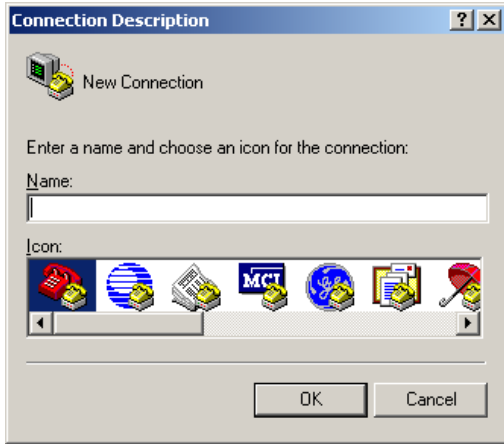 Connection Description
New Connection
Enter a name and choose an icon for the connection:
Name:
Icon:
MCI
OK
Cancel